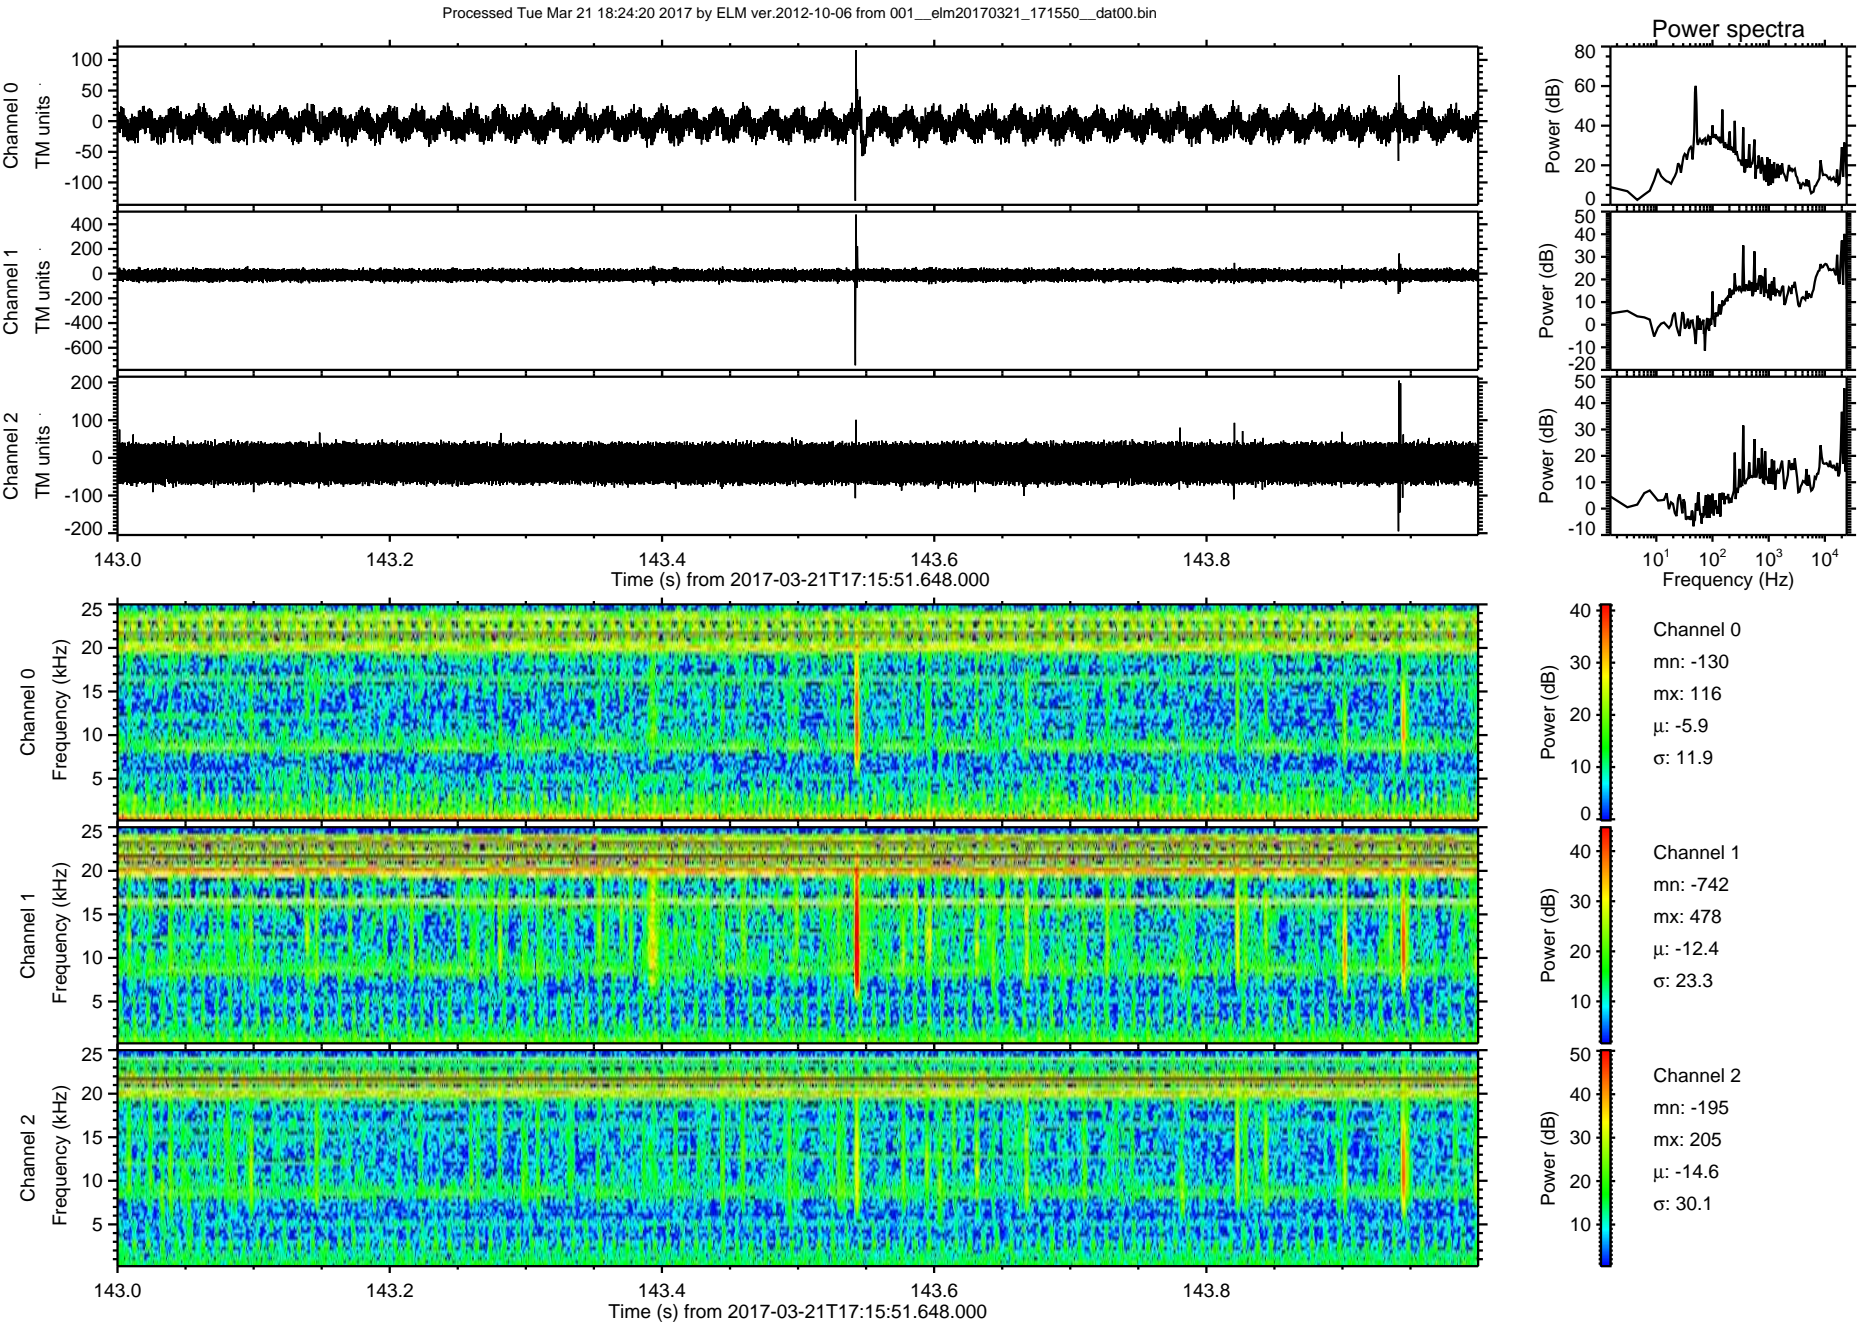 Processed Tue Mar 21 18:24:20 2017 by ELM ver.2012-10-06 from 001__elm20170321_171550__dat00.bin
Power spectra
Channel 0
TM units
100
50
0
-50
-100
Power (dB)
80
60
40
20
0
Channel 1
TM units
400
200
0
-200
-400
-600
Power (dB)
50
40
30
20
10
0
-10
-20
Channel 2
TM units
200
100
0
-100
-200
Power (dB)
50
40
30
20
10
0
-10
143.0 143.2 143.4 143.6 143.8
Time (s) from 2017-03-21T17:15:51.648.000
10¹ 10² 10³ 10⁴
Frequency (Hz)
Channel 0
Frequency (kHz)
25
20
15
10
5
Power (dB)
40
30
20
10
0
Channel 0
mn: -130
mx: 116
μ: -5.9
σ: 11.9
Channel 1
Frequency (kHz)
25
20
15
10
5
Power (dB)
40
30
20
10
Channel 1
mn: -742
mx: 478
μ: -12.4
σ: 23.3
Channel 2
Frequency (kHz)
25
20
15
10
5
Power (dB)
50
40
30
20
10
Channel 2
mn: -195
mx: 205
μ: -14.6
σ: 30.1
143.0 143.2 143.4 143.6 143.8
Time (s) from 2017-03-21T17:15:51.648.000